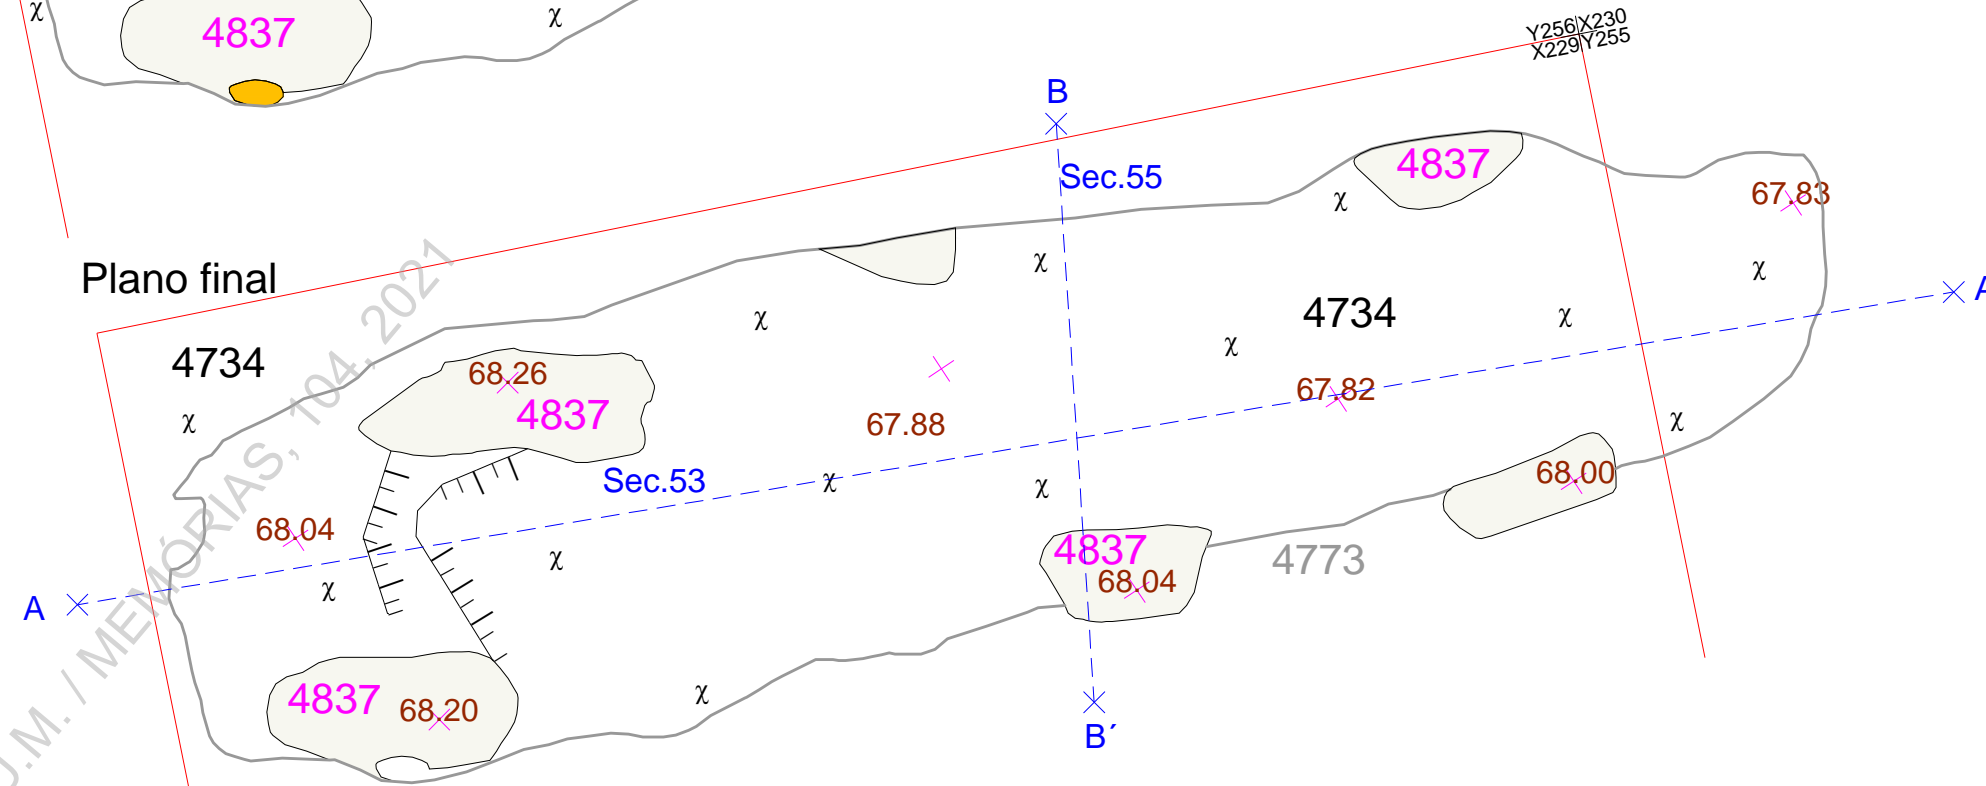 χ
χ
4837
Y256 X230
X229 Y255
B
Sec.55
4837
67.83
χ
Plano final
χ
χ
4734
4734
χ
χ
χ
A
68.26
4837
67.88
67.82
χ
χ
Sec.53
χ
χ
68.00
68.04
χ
χ
4837
68.04
4773
A
4837
68.20
χ
B´
U.M. / MEMÓRIAS, 104, 2021